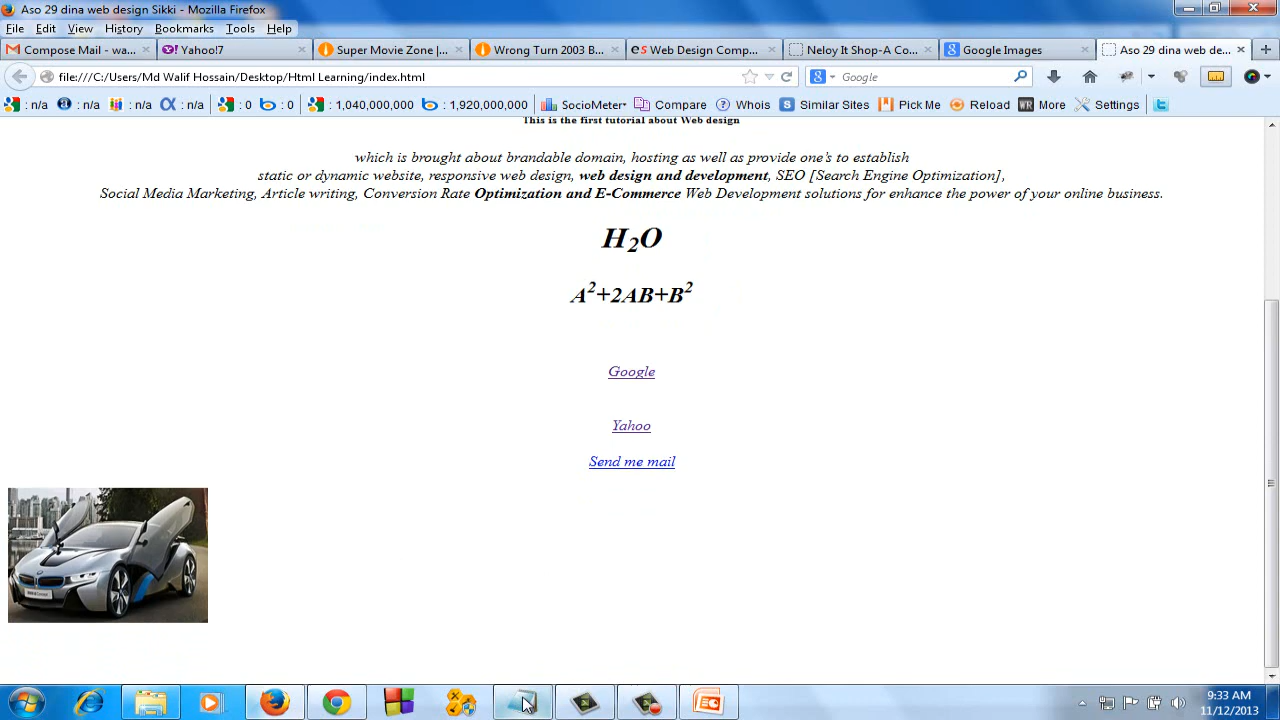 Aso 29 dina web design Sikki - Mozilla Firefox
File Edit View History Bookmarks Tools Help
Compose Mail - wa... Yahoo!7 Super Movie Zone |... Wrong Turn 2003 B... Web Design Comp... Neloy It Shop-A Co... Google Images Aso 29 dina web de...
file:///C:/Users/Md Walif Hossain/Desktop/Html Learning/index.html Google
: n/a : n/a : n/a : n/a : 0 : 0 : 1,040,000,000 : 1,920,000,000 SocioMeter Compare Whois Similar Sites Pick Me Reload More Settings
This is the first tutorial about Web design
which is brought about brandable domain, hosting as well as provide one's to establish
static or dynamic website, responsive web design, web design and development, SEO [Search Engine Optimization],
Social Media Marketing, Article writing, Conversion Rate Optimization and E-Commerce Web Development solutions for enhance the power of your online business.
H₂O
A²+2AB+B²
Google
Yahoo
Send me mail
9:33 AM
11/12/2013